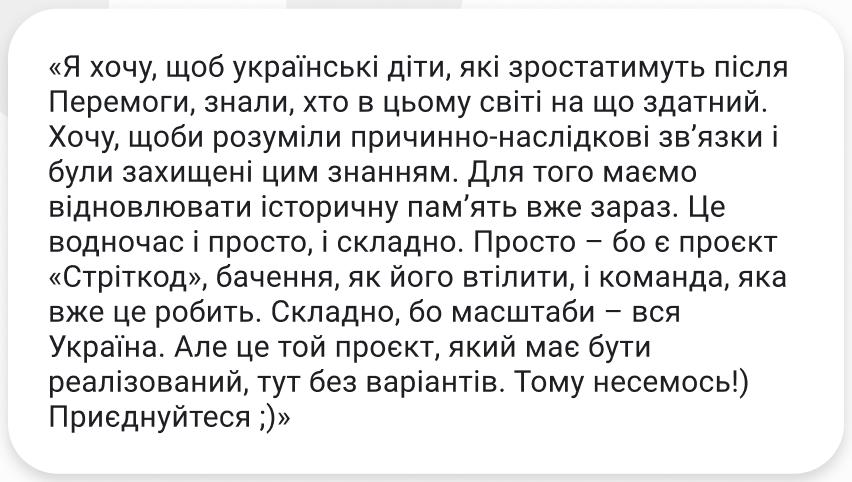 «Я хочу, щоб українські діти, які зростатимуть після
Перемоги, знали, хто в цьому світі на що здатний.
Хочу, щоби розуміли причинно-наслідкові зв’язки і
були захищені цим знанням. Для того маємо
відновлювати історичну пам’ять вже зараз. Це
водночас і просто, і складно. Просто – бо є проєкт
«Стріткод», бачення, як його втілити, і команда, яка
вже це робить. Складно, бо масштаби – вся
Україна. Але це той проєкт, який має бути
реалізований, тут без варіантів. Тому несемось!)
Приєднуйтеся ;)»